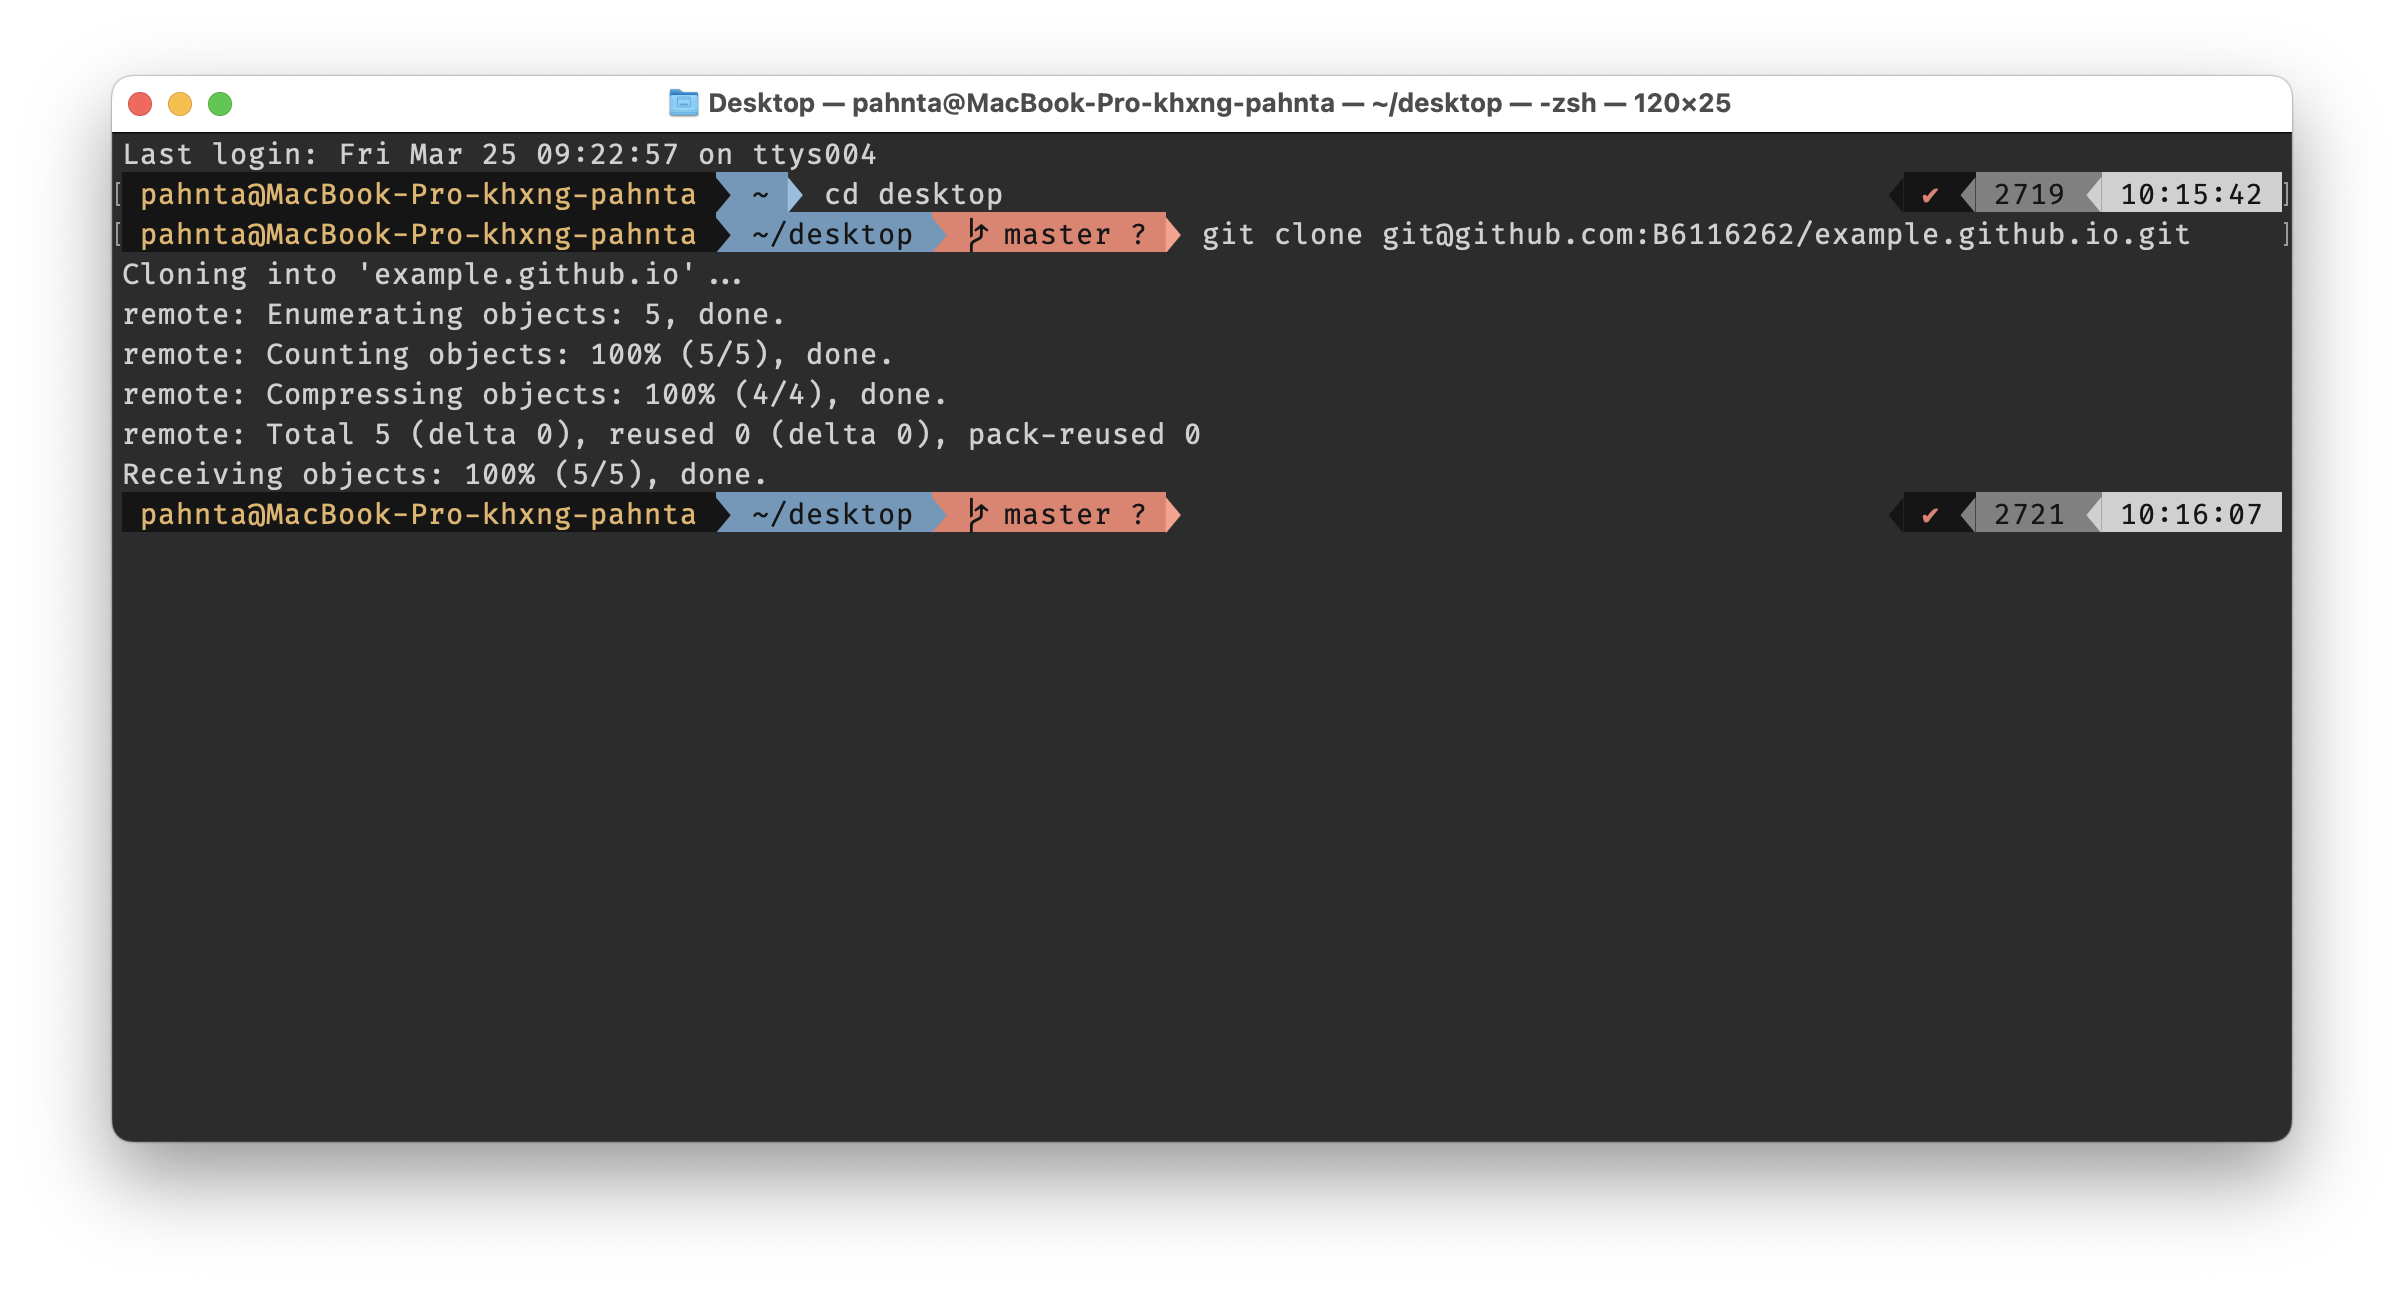 Desktop — pahnta@MacBook-Pro-khxng-pahnta — ~/desktop — -zsh — 120×25
Last login: Fri Mar 25 09:22:57 on ttys004
[ pahnta@MacBook-Pro-khxng-pahnta ~ cd desktop ✔ 2719 10:15:42 ]
[ pahnta@MacBook-Pro-khxng-pahnta ~/desktop master ? git clone git@github.com:B6116262/example.github.io.git ]
Cloning into 'example.github.io'...
remote: Enumerating objects: 5, done.
remote: Counting objects: 100% (5/5), done.
remote: Compressing objects: 100% (4/4), done.
remote: Total 5 (delta 0), reused 0 (delta 0), pack-reused 0
Receiving objects: 100% (5/5), done.
pahnta@MacBook-Pro-khxng-pahnta ~/desktop master ? ✔ 2721 10:16:07